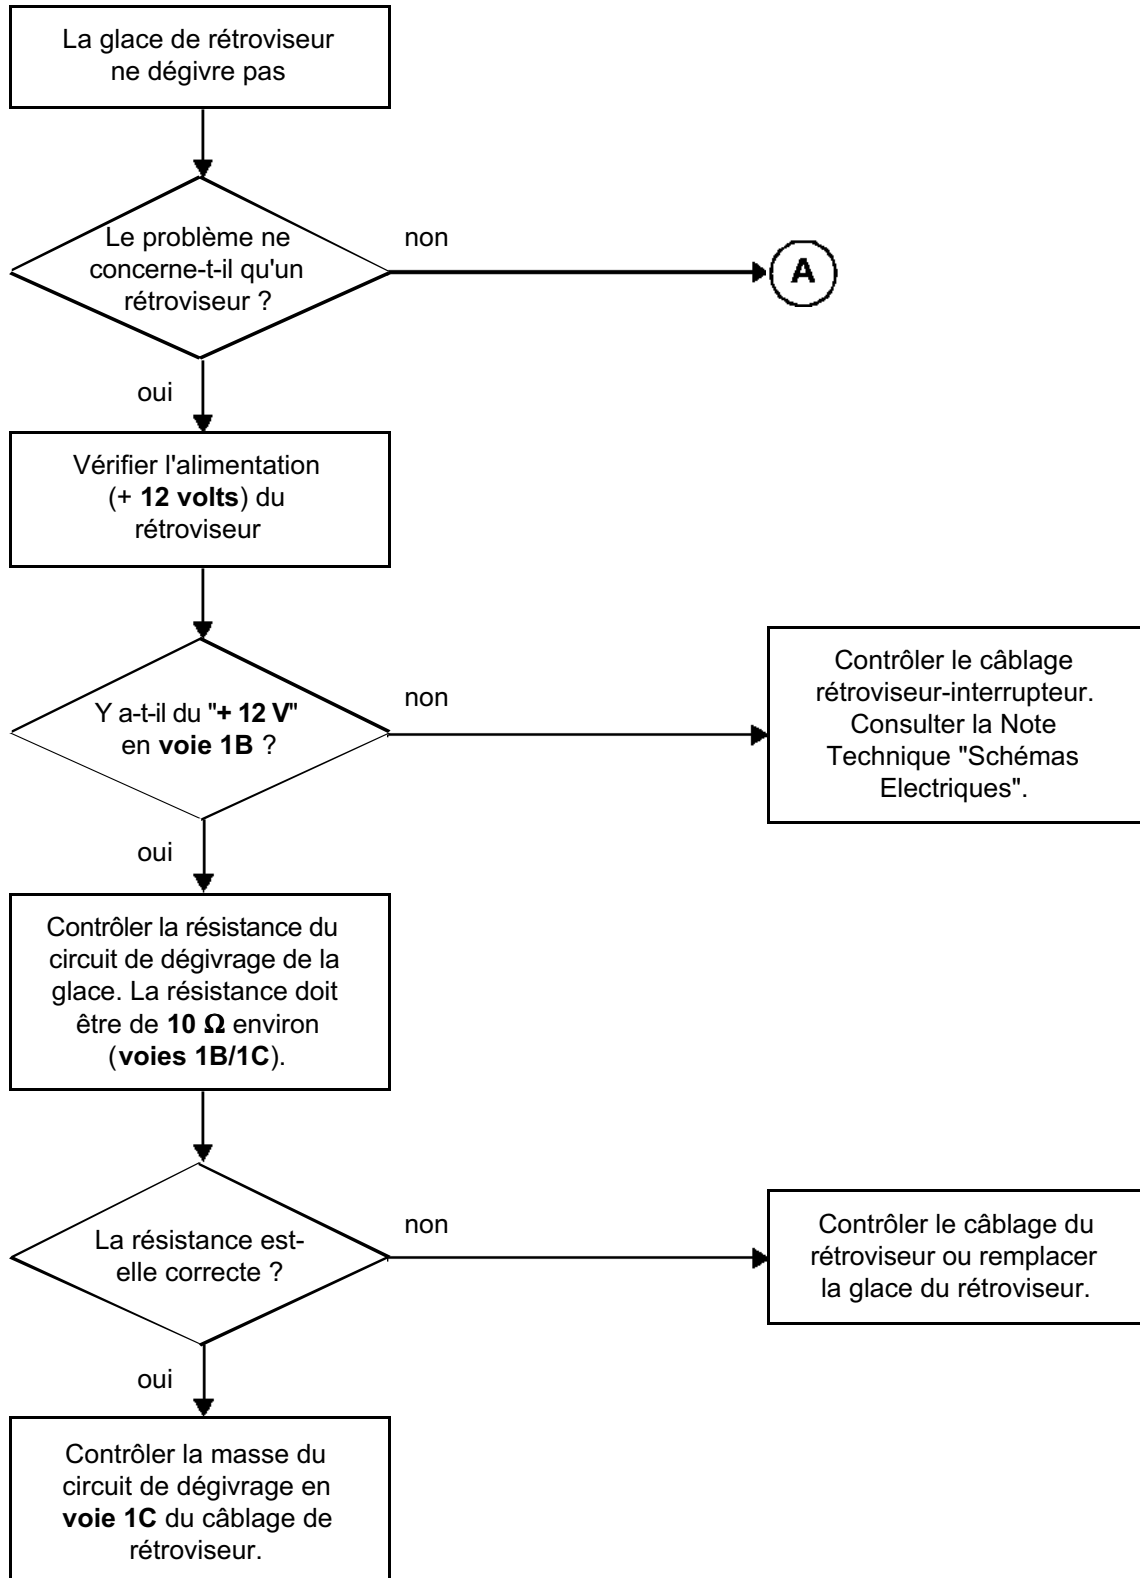 La glace de rétroviseur
ne dégivre pas
Le problème ne
concerne-t-il qu'un
rétroviseur ?
non
A
oui
Vérifier l'alimentation
(+ 12 volts) du
rétroviseur
Y a-t-il du "+ 12 V"
en voie 1B ?
non
Contrôler le câblage
rétroviseur-interrupteur.
Consulter la Note
Technique "Schémas
Electriques".
oui
Contrôler la résistance du
circuit de dégivrage de la
glace. La résistance doit
être de 10 Ω environ
(voies 1B/1C).
La résistance est-
elle correcte ?
non
Contrôler le câblage du
rétroviseur ou remplacer
la glace du rétroviseur.
oui
Contrôler la masse du
circuit de dégivrage en
voie 1C du câblage de
rétroviseur.